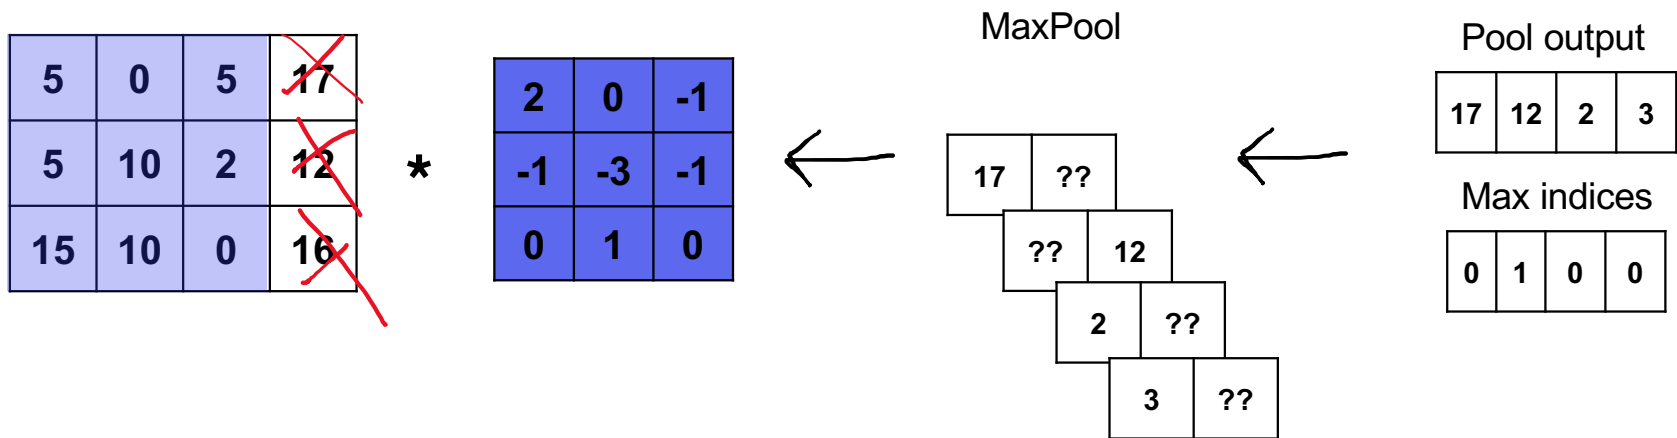 MaxPool
Pool output
5 0 5 17
2 0 -1
17 12 2 3
5 10 2 12
*
-1 -3 -1
17 ??
Max indices
15 10 0 16
0 1 0
?? 12
0 1 0 0
2 ??
3 ??